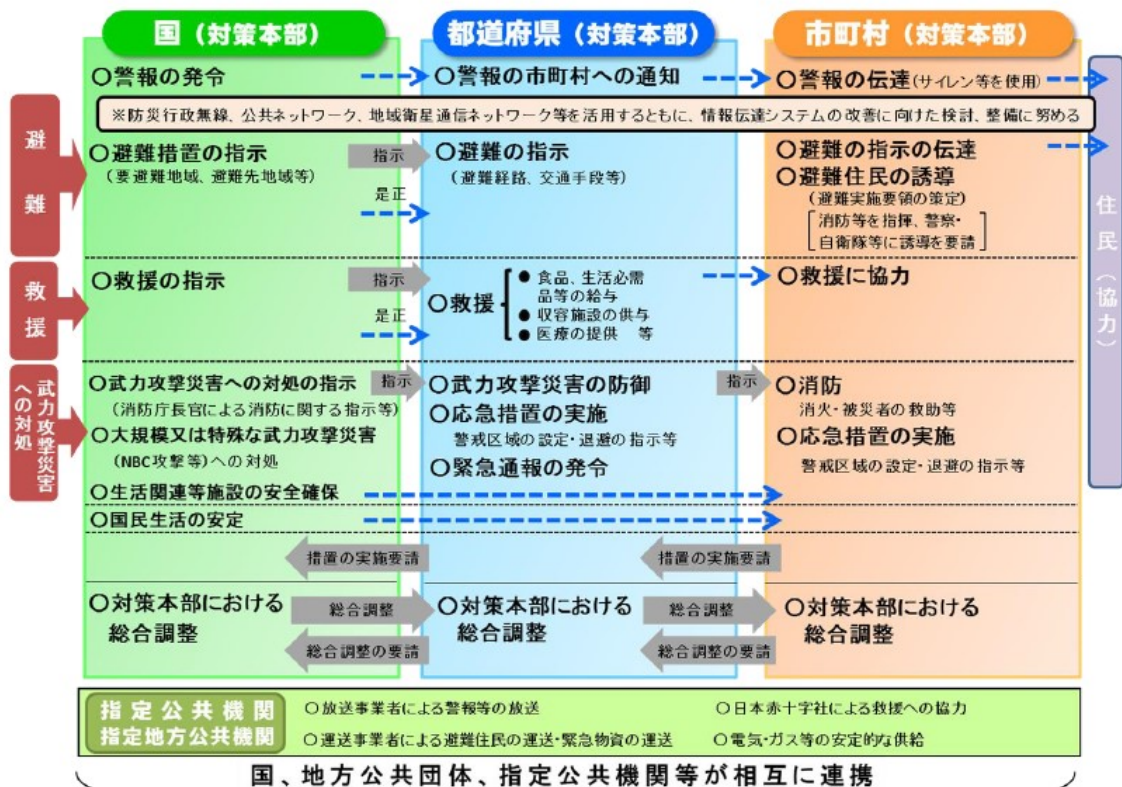 国（対策本部）
都道府県（対策本部）
市町村（対策本部）
○警報の発令
○警報の市町村への通知
○警報の伝達(サイレン等を使用)
※防災行政無線、公共ネットワーク、地域衛星通信ネットワーク等を活用するともに、情報伝達システムの改善に向けた検討、整備に努める
避難
○避難措置の指示
（要避難地域、避難先地域等）
指示
是正
○避難の指示
（避難経路、交通手段等）
○避難の指示の伝達
○避難住民の誘導
（避難実施要領の策定）
消防等を指揮、警察・
自衛隊等に誘導を要請
住民（協力）
救援
○救援の指示
指示
是正
○救援
● 食品、生活必需
品等の給与
● 収容施設の供与
● 医療の提供 等
○救援に協力
武力攻撃災害
への対処
○武力攻撃災害への対処の指示
（消防庁長官による消防に関する指示等）
○大規模又は特殊な武力攻撃災害
（NBC攻撃等）への対処
指示
○武力攻撃災害の防御
○応急措置の実施
警戒区域の設定・退避の指示等
○緊急通報の発令
指示
○消防
消火・被災者の救助等
○応急措置の実施
警戒区域の設定・退避の指示等
○生活関連等施設の安全確保
○国民生活の安定
措置の実施要請
措置の実施要請
○対策本部における
総合調整
総合調整
総合調整の要請
○対策本部における
総合調整
総合調整
総合調整の要請
○対策本部における
総合調整
指定公共機関
指定地方公共機関
○放送事業者による警報等の放送
○日本赤十字社による救援への協力
○運送事業者による避難住民の運送・緊急物資の運送
○電気・ガス等の安定的な供給
国、地方公共団体、指定公共機関等が相互に連携